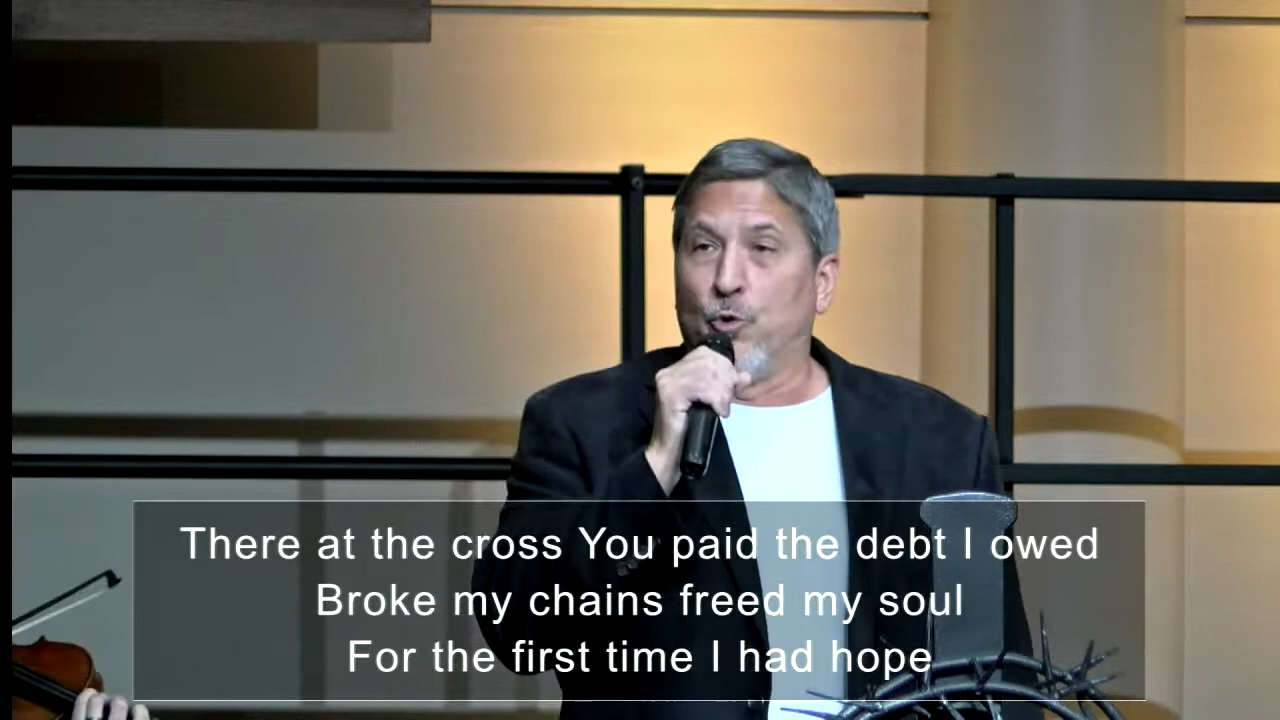 There at the cross You paid the debt I owed
Broke my chains freed my soul
For the first time I had hope